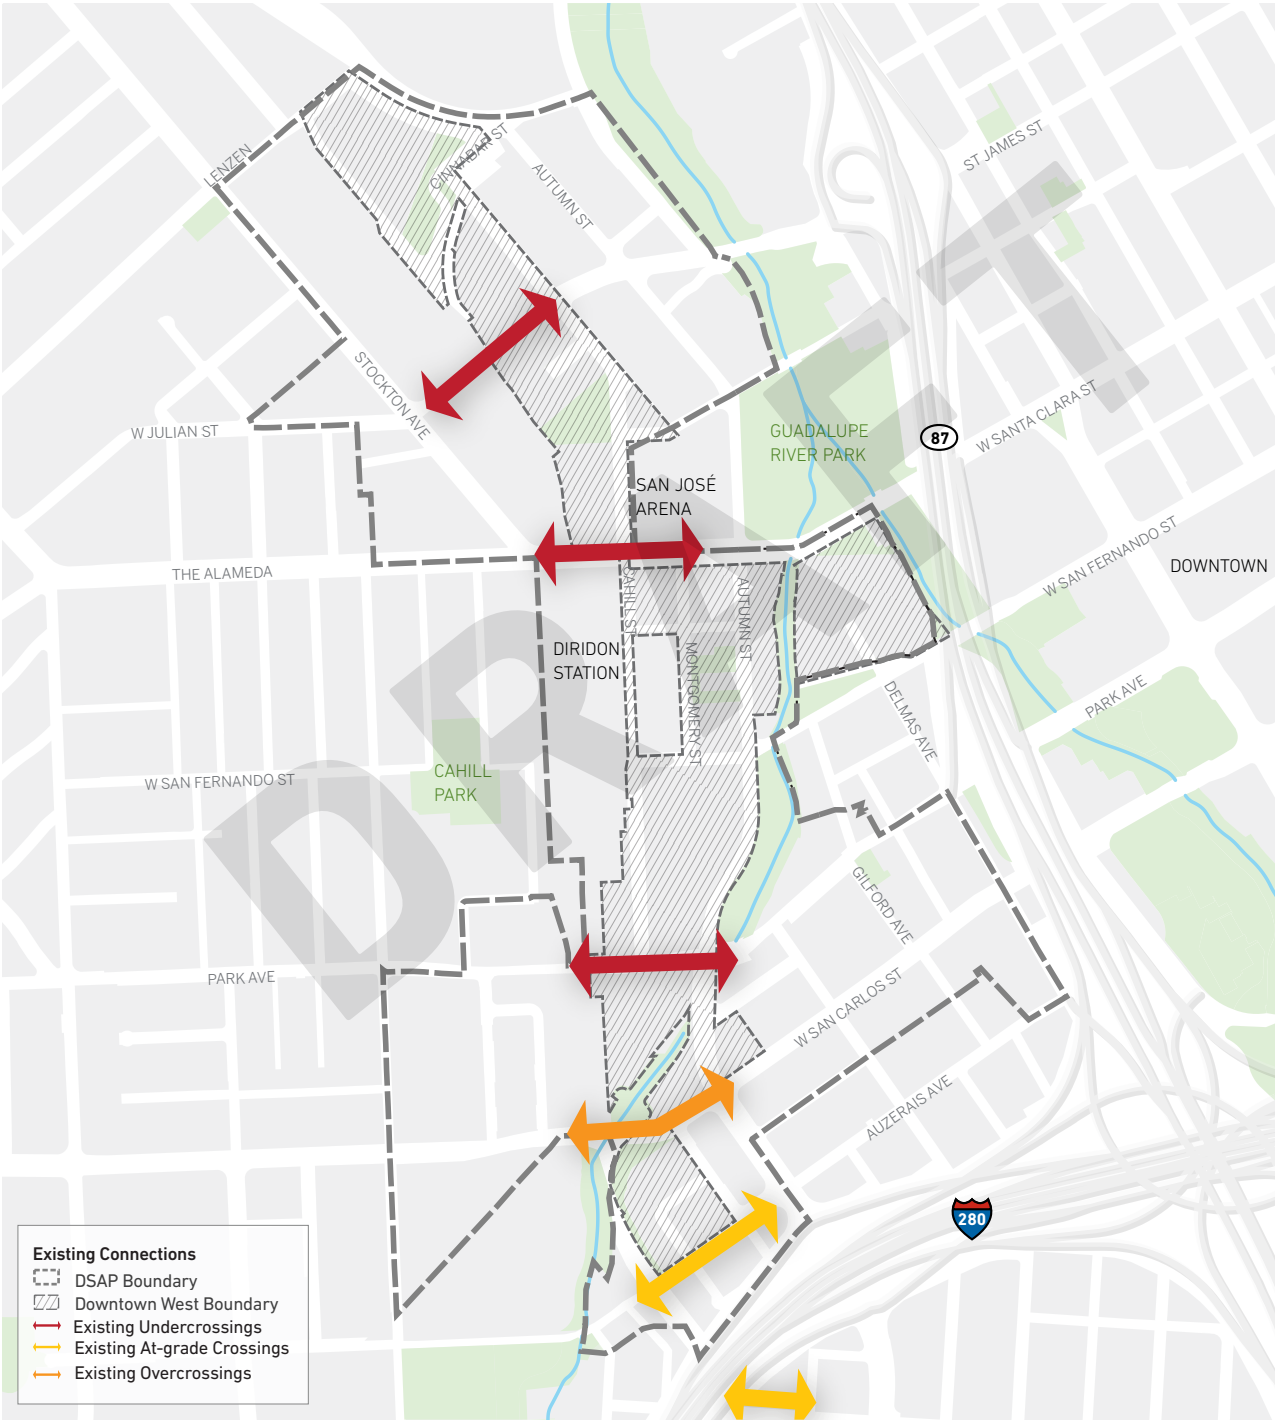 LENZEN
CINNABAR ST
AUTUMN ST
ST JAMES ST
STOCKTON AVE
W JULIAN ST
GUADALUPE
RIVER PARK
87
W SANTA CLARA ST
SAN JOSÉ
ARENA
W SAN FERNANDO ST
DOWNTOWN
THE ALAMEDA
CAHILL ST
AUTUMN ST
DIRIDON
STATION
MONTGOMERY ST
DELMAS AVE
PARK AVE
CAHILL
PARK
W SAN FERNANDO ST
GILFORD AVE
PARK AVE
W SAN CARLOS ST
AUZERAIS AVE
280
DRAFT
Existing Connections
DSAP Boundary
Downtown West Boundary
Existing Undercrossings
Existing At-grade Crossings
Existing Overcrossings